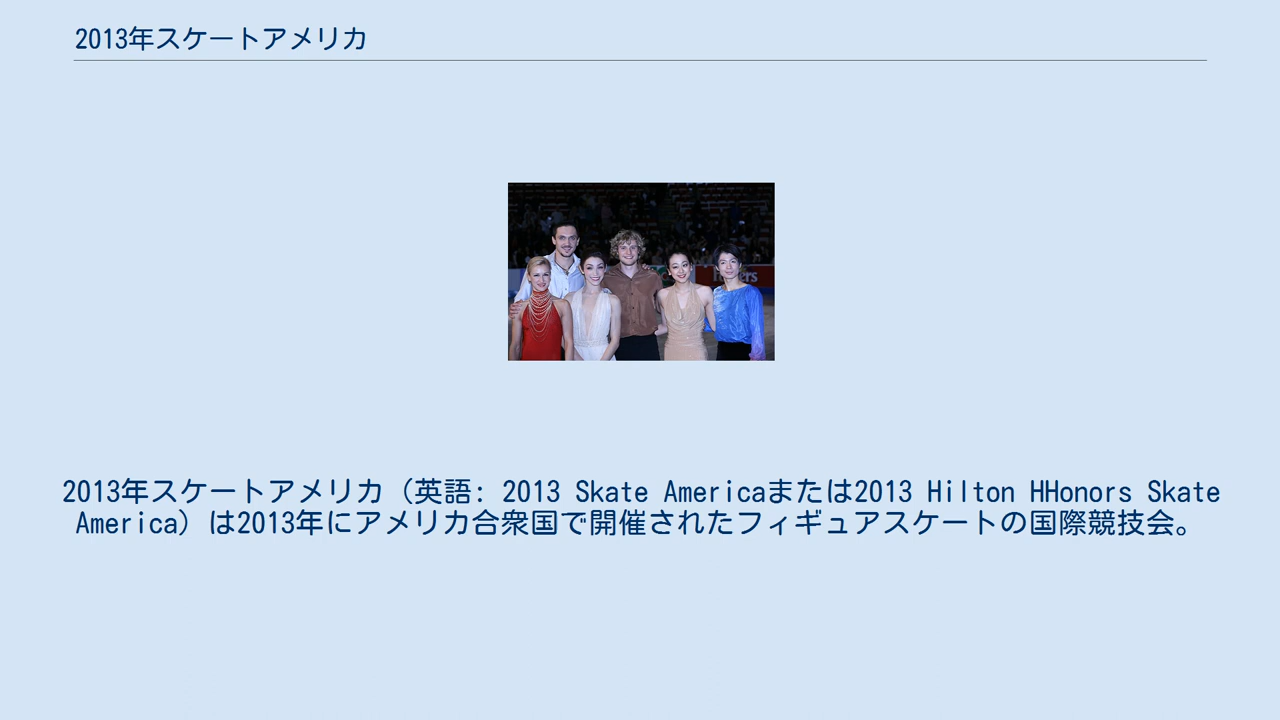 2013年スケートアメリカ
2013年スケートアメリカ（英語: 2013 Skate Americaまたは2013 Hilton HHonors Skate
America）は2013年にアメリカ合衆国で開催されたフィギュアスケートの国際競技会。